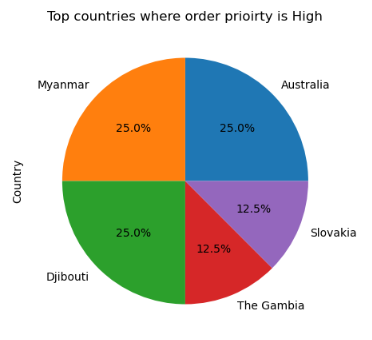 Top countries where order prioirty is High
Myanmar
Australia
25.0%
25.0%
Country
12.5%
Slovakia
25.0%
12.5%
Djibouti
The Gambia